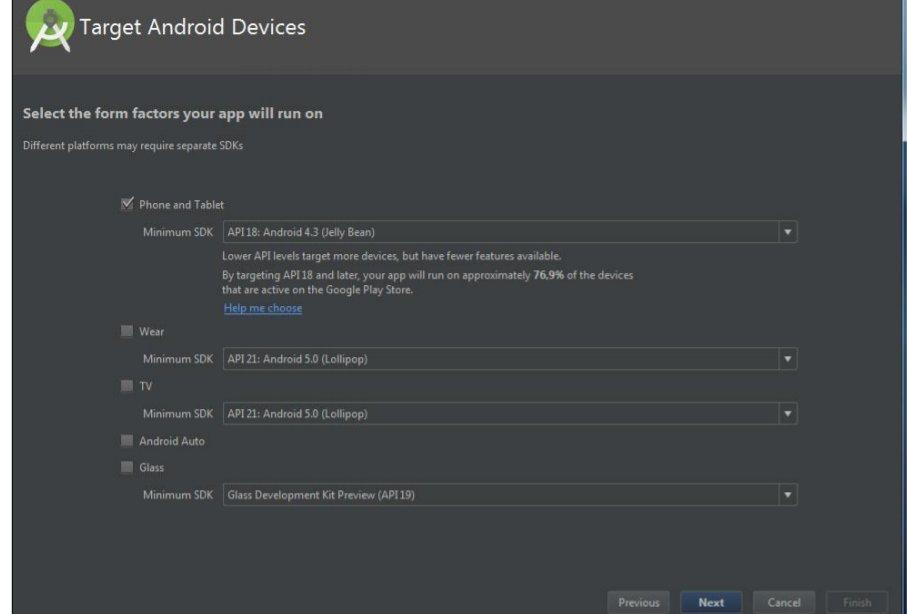 Target Android Devices
Select the form factors your app will run on
Different platforms may require separate SDKs
Phone and Tablet
Minimum SDK API 18: Android 4.3 (Jelly Bean)
Lower API levels target more devices, but have fewer features available.
By targeting API 18 and later, your app will run on approximately 76,9% of the devices
that are active on the Google Play Store.
Help me choose
Wear
Minimum SDK API 21: Android 5.0 (Lollipop)
TV
Minimum SDK API 21: Android 5.0 (Lollipop)
Android Auto
Glass
Minimum SDK Glass Development Kit Preview (API 19)
Previous Next Cancel Finish